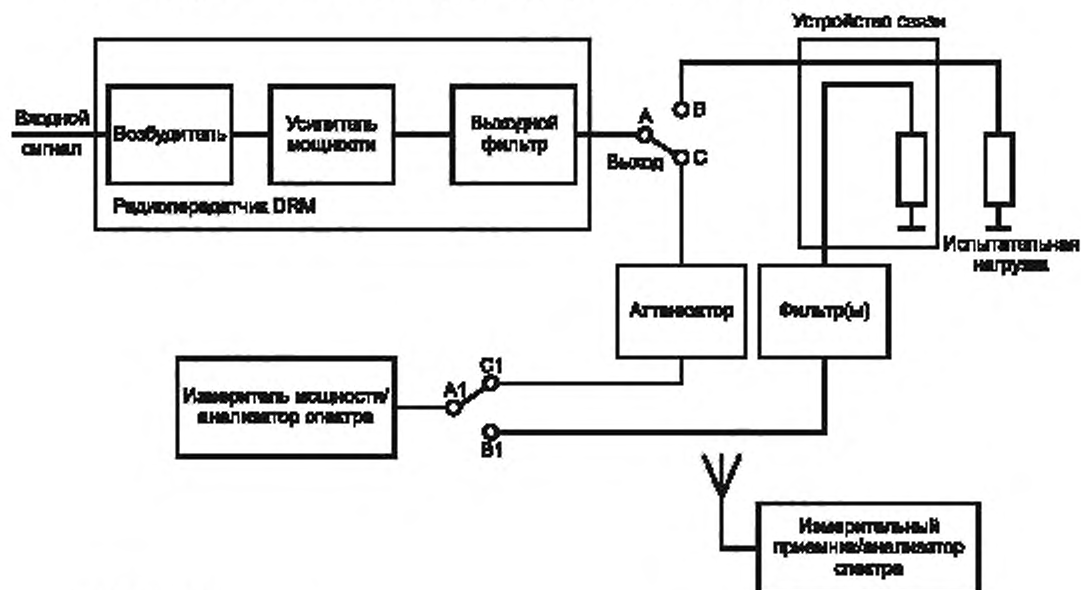 Устройство связи
Входной
сигнал
Возбудитель
Усилитель
мощности
Выходной
фильтр
A
B
Выход
C
Радиопередатчик DRM
Испытательная
нагрузка
Аттенюатор
Фильтр(ы)
Измеритель мощности/
анализатор спектра
A1
C1
B1
Измерительный
приемник/анализатор
спектра